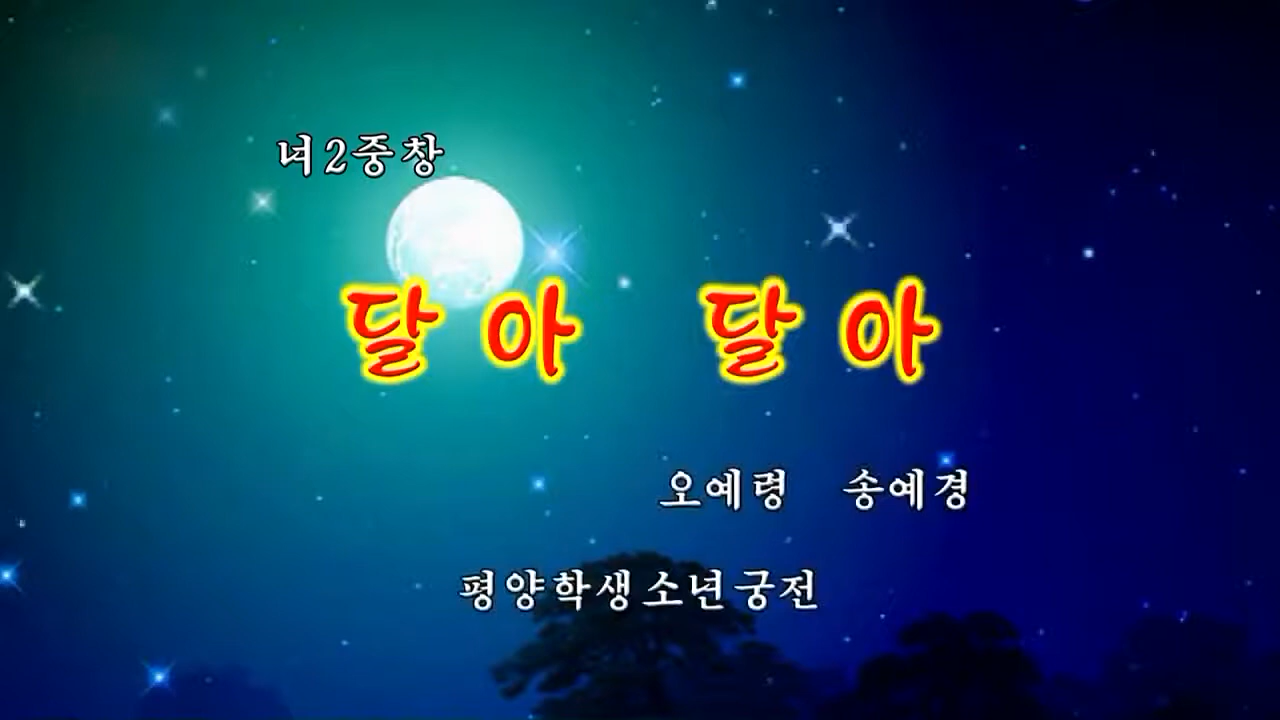 녀2중창
달아 달아
오예령 송예경
평양학생소년궁전